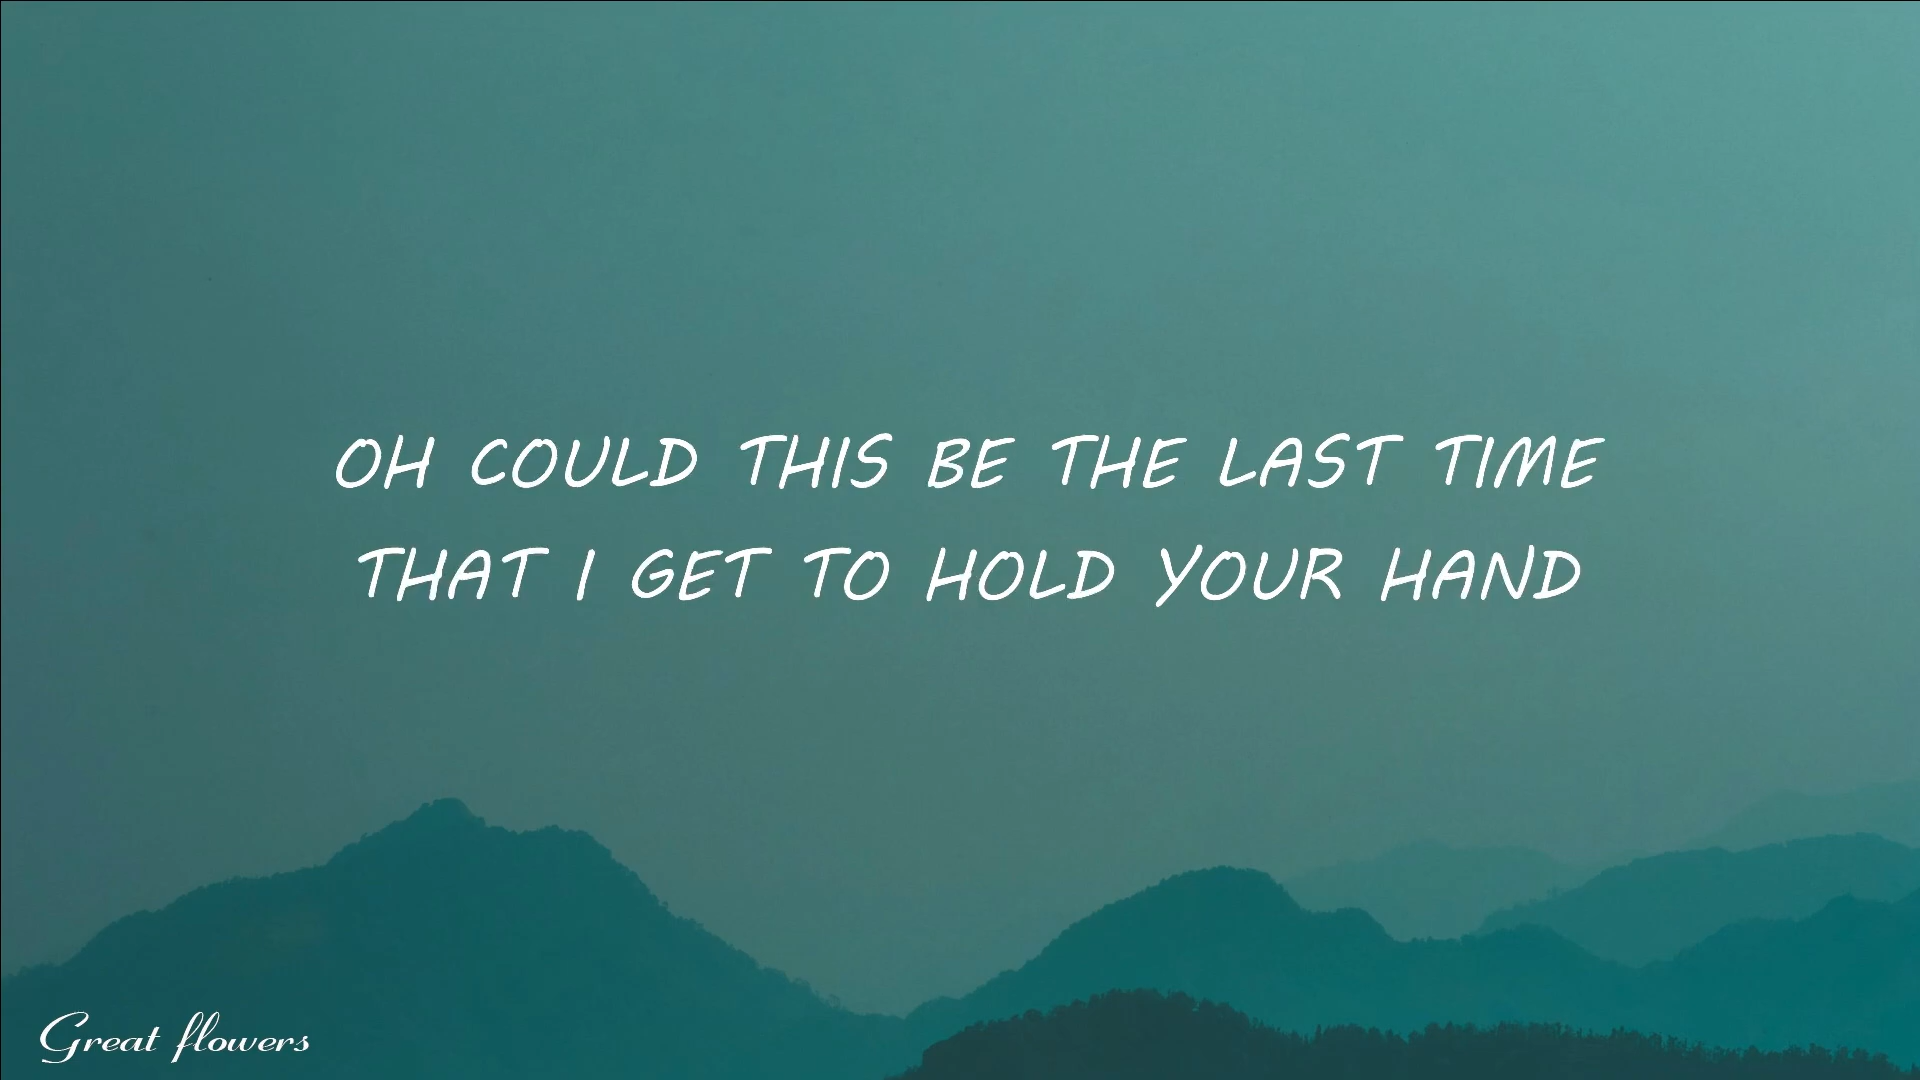 OH COULD THIS BE THE LAST TIME
THAT I GET TO HOLD YOUR HAND
Great flowers